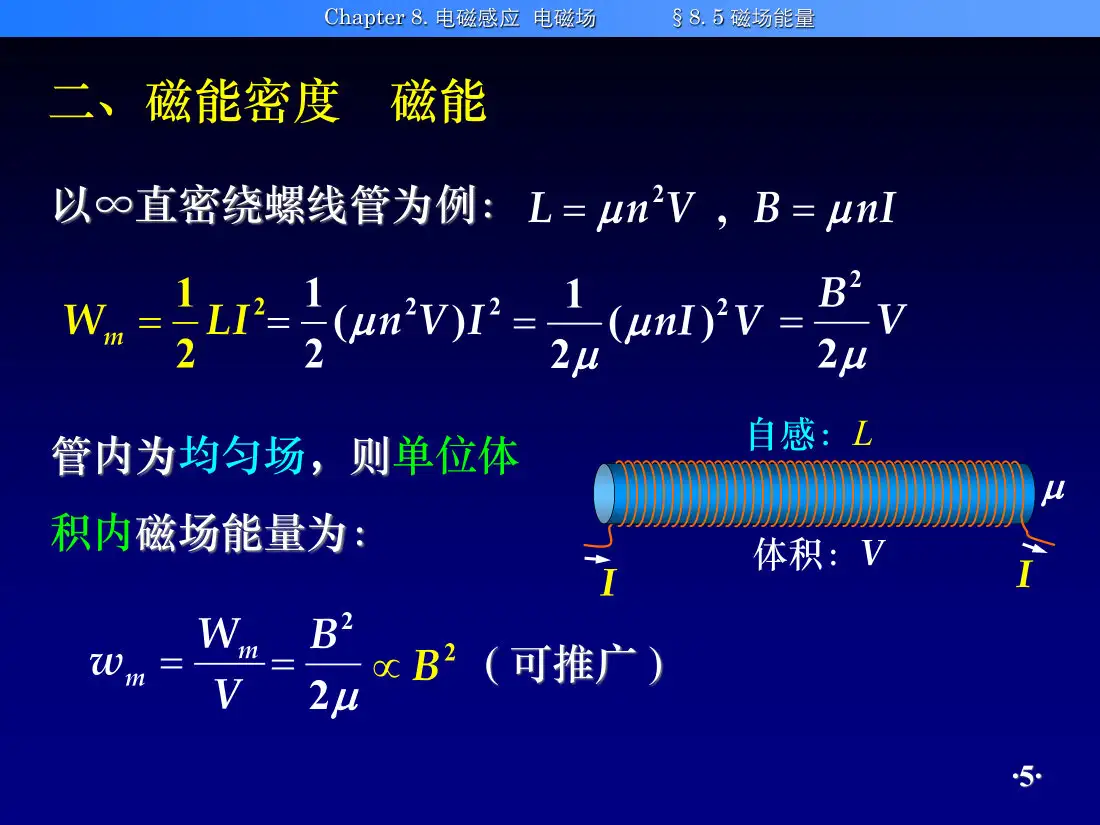 Chapter 8. 电磁感应 电磁场 §8. 5 磁场能量
二、磁能密度 磁能
以∞直密绕螺线管为例: L = μn²V , B = μnI
Wₘ = 1/2 LI² = 1/2 (μn²V)I² = 1/2μ (μnI)² V = B²/2μ V
管内为均匀场，则单位体
积内磁场能量为:
自感: L
μ
体积: V
I
I
wₘ = Wₘ/V = B²/2μ ∝ B² (可推广)
·5·